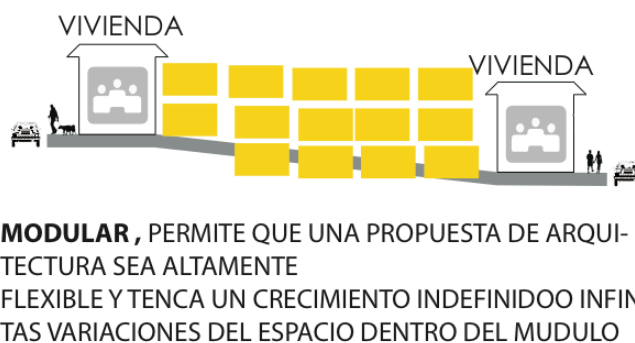 VIVIENDA
VIVIENDA
MODULAR , PERMITE QUE UNA PROPUESTA DE ARQUI-
TECTURA SEA ALTAMENTE
FLEXIBLE Y TENCA UN CRECIMIENTO INDEFINIDOO INFIN
TAS VARIACIONES DEL ESPACIO DENTRO DEL MUDULO